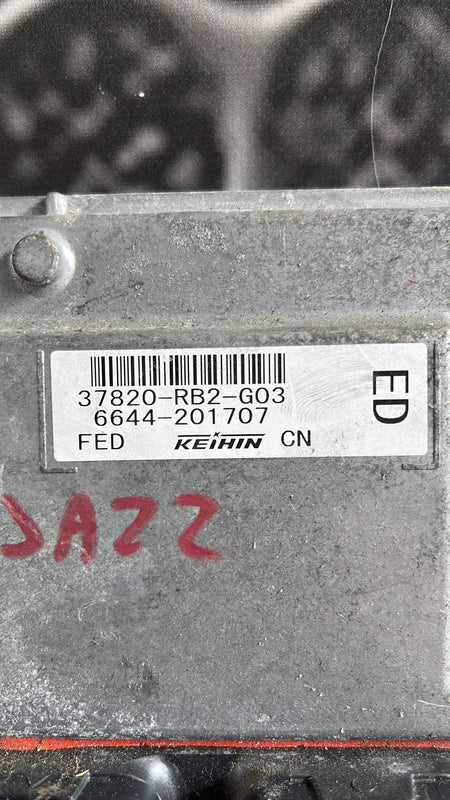 37820-RB2-G03
6644-201707
FED KEIHIN CN
ED
JAZZ